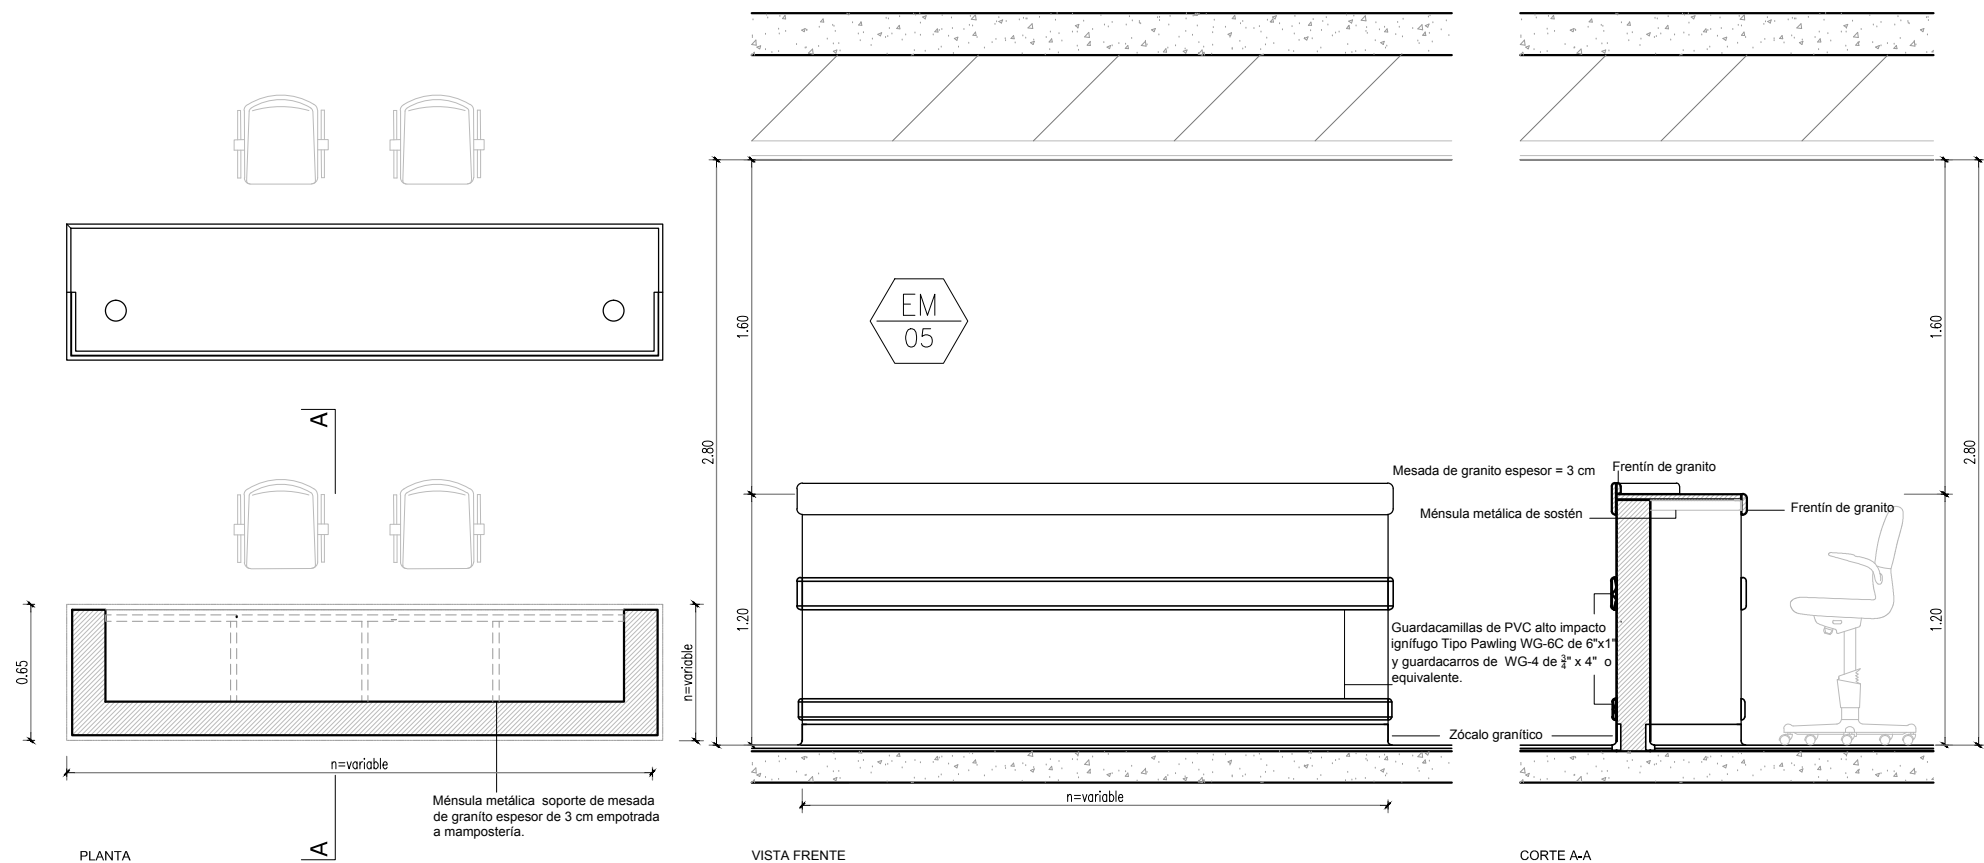 EM
05
1.60
2.80
1.20
n=variable
VISTA FRENTE
A
0.65
n=variable
n=variable
Ménsula metálica soporte de mesada
de graníto espesor de 3 cm empotrada
a mampostería.
A
PLANTA
Mesada de granito espesor = 3 cm
Frentín de granito
Ménsula metálica de sostén
Frentín de granito
Guardacamillas de PVC alto impacto
ignífugo Tipo Pawling WG-6C de 6"x1"
y guardacarros de WG-4 de ¾" x 4" o
equivalente.
Zócalo granítico
1.60
2.80
1.20
CORTE A-A